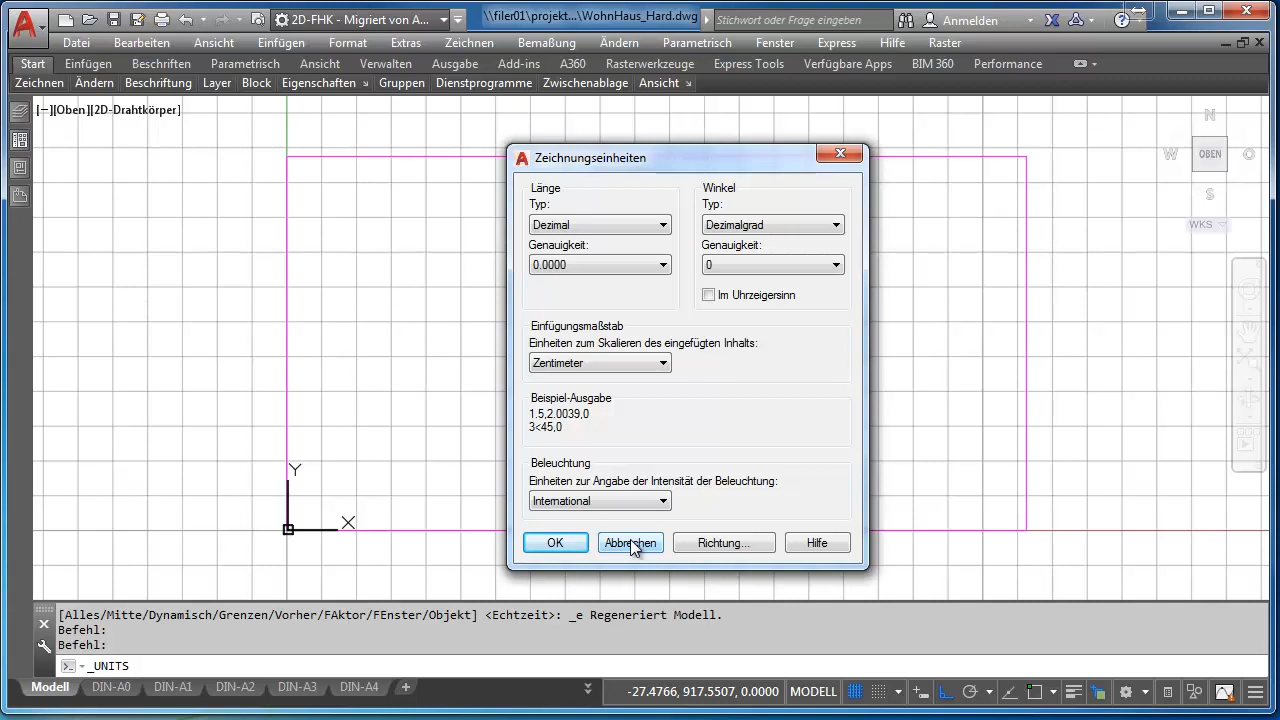 2D-FHK - Migriert von A...
\\filer01\projekt...\WohnHaus_Hard.dwg
Stichwort oder Frage eingeben
Anmelden
Datei Bearbeiten Ansicht Einfügen Format Extras Zeichnen Bemaßung Ändern Parametrisch Fenster Express Hilfe Raster
Start Einfügen Beschriften Parametrisch Ansicht Verwalten Ausgabe Add-ins A360 Rasterwerkzeuge Express Tools Verfügbare Apps BIM 360 Performance
Zeichnen Ändern Beschriftung Layer Block Eigenschaften Gruppen Dienstprogramme Zwischenablage Ansicht
[−][Oben][2D-Drahtkörper]
N
W OBEN O
S
WKS
Zeichnungseinheiten
Länge
Typ:
Dezimal
Genauigkeit:
0.0000
Winkel
Typ:
Dezimalgrad
Genauigkeit:
0
Im Uhrzeigersinn
Einfügungsmaßstab
Einheiten zum Skalieren des eingefügten Inhalts:
Zentimeter
Beispiel-Ausgabe
1.5,2.0039,0
3<45,0
Beleuchtung
Einheiten zur Angabe der Intensität der Beleuchtung:
International
OK Abbrechen Richtung... Hilfe
Y
X
[Alles/Mitte/Dynamisch/Grenzen/Vorher/FAktor/FEnster/Objekt] <Echtzeit>: _e Regeneriert Modell.
Befehl:
Befehl:
_UNITS
Modell DIN-A0 DIN-A1 DIN-A2 DIN-A3 DIN-A4 +
-27.4766, 917.5507, 0.0000 MODELL